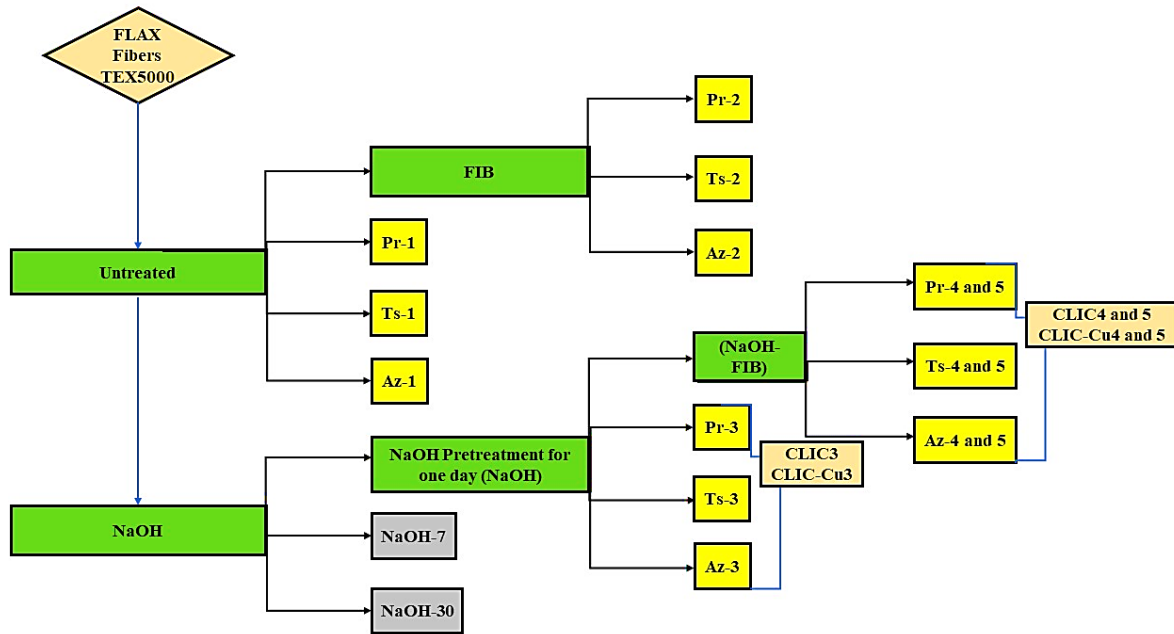 FLAX
Fibers
TEX5000
Untreated
NaOH
FIB
Pr-1
Ts-1
Az-1
NaOH Pretreatment for
one day (NaOH)
NaOH-7
NaOH-30
Pr-2
Ts-2
Az-2
(NaOH-
FIB)
Pr-3
Ts-3
Az-3
CLIC3
CLIC-Cu3
Pr-4 and 5
Ts-4 and 5
Az-4 and 5
CLIC4 and 5
CLIC-Cu4 and 5